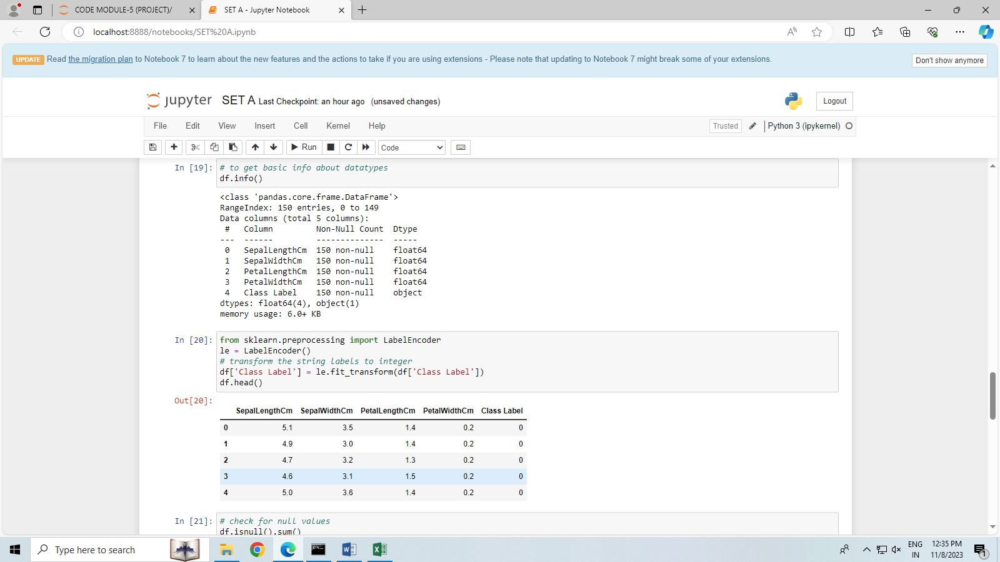 CODE MODULE-5 (PROJECT)/
SET A - Jupyter Notebook
localhost:8888/notebooks/SET%20A.ipynb
UPDATE Read the migration plan to Notebook 7 to learn about the new features and the actions to take if you are using extensions - Please note that updating to Notebook 7 might break some of your extensions.
Don't show anymore
jupyter SET A Last Checkpoint: an hour ago (unsaved changes)
Logout
File Edit View Insert Cell Kernel Help
Trusted Python 3 (ipykernel)
Run Code
In [19]: # to get basic info about datatypes
df.info()
<class 'pandas.core.frame.DataFrame'>
RangeIndex: 150 entries, 0 to 149
Data columns (total 5 columns):
# Column Non-Null Count Dtype
--- ------ -------------- -----
0 SepalLengthCm 150 non-null float64
1 SepalWidthCm 150 non-null float64
2 PetalLengthCm 150 non-null float64
3 PetalWidthCm 150 non-null float64
4 Class Label 150 non-null object
dtypes: float64(4), object(1)
memory usage: 6.0+ KB
In [20]: from sklearn.preprocessing import LabelEncoder
le = LabelEncoder()
# transform the string labels to integer
df['Class Label'] = le.fit_transform(df['Class Label'])
df.head()
Out[20]:
SepalLengthCm SepalWidthCm PetalLengthCm PetalWidthCm Class Label
0 5.1 3.5 1.4 0.2 0
1 4.9 3.0 1.4 0.2 0
2 4.7 3.2 1.3 0.2 0
3 4.6 3.1 1.5 0.2 0
4 5.0 3.6 1.4 0.2 0
In [21]: # check for null values
df.isnull().sum()
Type here to search
ENG
IN
12:35 PM
11/8/2023
1